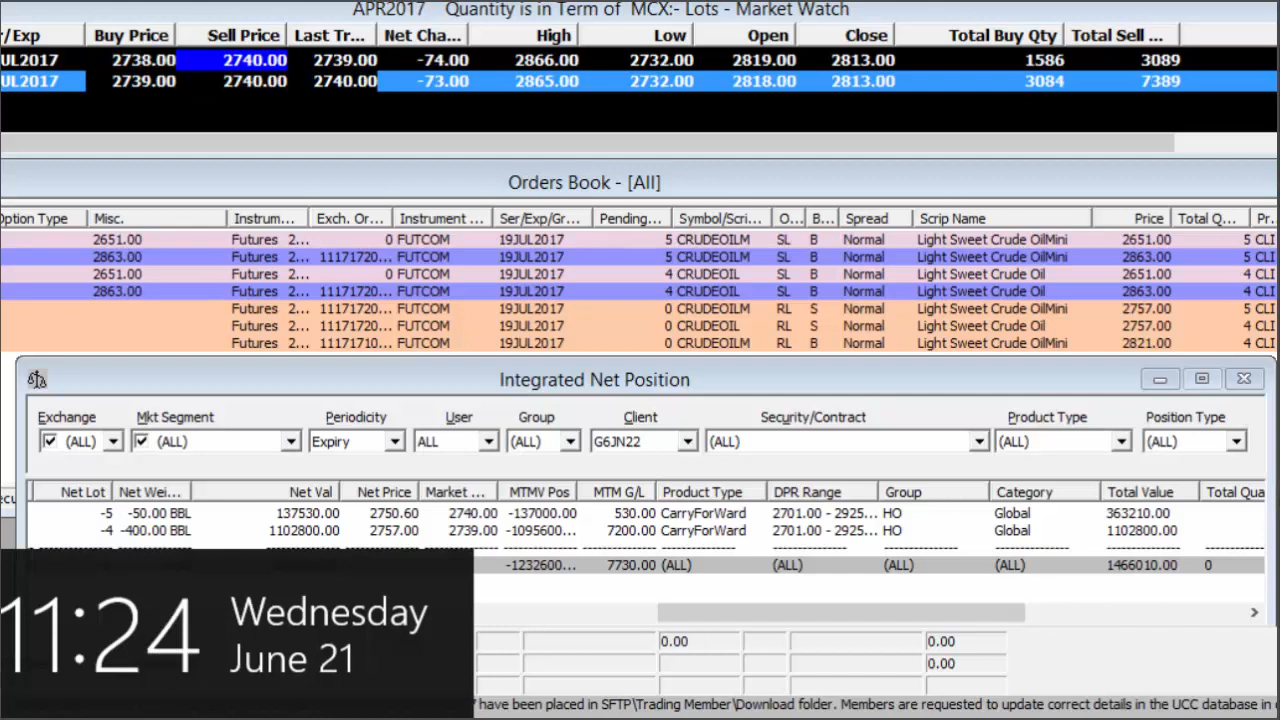 APR2017 Quantity is in Term of MCX:- Lots - Market Watch
r/Exp Buy Price Sell Price Last Tr... Net Cha... High Low Open Close Total Buy Qty Total Sell ...
UL2017 2738.00 2740.00 2739.00 -74.00 2866.00 2732.00 2819.00 2813.00 1586 3089
UL2017 2739.00 2740.00 2740.00 -73.00 2865.00 2732.00 2818.00 2813.00 3084 7389
Orders Book - [All]
Option Type Misc. Instrum... Exch. Or... Instrument ... Ser/Exp/Gr... Pending... Symbol/Scri... O... B... Spread Scrip Name Price Total Q... Pr.
2651.00 Futures 2... 0 FUTCOM 19JUL2017 5 CRUDEOILM SL B Normal Light Sweet Crude OilMini 2651.00 5 CLI
2863.00 Futures 2... 11171720... FUTCOM 19JUL2017 5 CRUDEOILM SL B Normal Light Sweet Crude OilMini 2863.00 5 CLI
2651.00 Futures 2... 0 FUTCOM 19JUL2017 4 CRUDEOIL SL B Normal Light Sweet Crude Oil 2651.00 4 CLI
2863.00 Futures 2... 11171720... FUTCOM 19JUL2017 4 CRUDEOIL SL B Normal Light Sweet Crude Oil 2863.00 4 CLI
Futures 2... 11171720... FUTCOM 19JUL2017 0 CRUDEOILM RL S Normal Light Sweet Crude OilMini 2757.00 5 CLI
Futures 2... 11171720... FUTCOM 19JUL2017 0 CRUDEOIL RL S Normal Light Sweet Crude Oil 2757.00 4 CLI
Futures 2... 11171710... FUTCOM 19JUL2017 0 CRUDEOILM RL S Normal Light Sweet Crude OilMini 2821.00 4 CLI
Integrated Net Position
Exchange Mkt Segment Periodicity User Group Client Security/Contract Product Type Position Type
(ALL) (ALL) Expiry ALL (ALL) G6JN22 (ALL) (ALL) (ALL)
Net Lot Net Wei... Net Val Net Price Market ... MTMV Pos MTM G/L Product Type DPR Range Group Category Total Value Total Qua
-5 -50.00 BBL 137530.00 2750.60 2740.00 -137000.00 530.00 CarryForWard 2701.00 - 2925... HO Global 363210.00
-4 -400.00 BBL 1102800.00 2757.00 2739.00 -1095600... 7200.00 CarryForWard 2701.00 - 2925... HO Global 1102800.00
-1232600... 7730.00 (ALL) (ALL) (ALL) (ALL) 1466010.00 0
11:24 Wednesday
June 21
0.00 0.00
0.00
have been placed in SFTP\Trading Member\Download folder. Members are requested to update correct details in the UCC database in